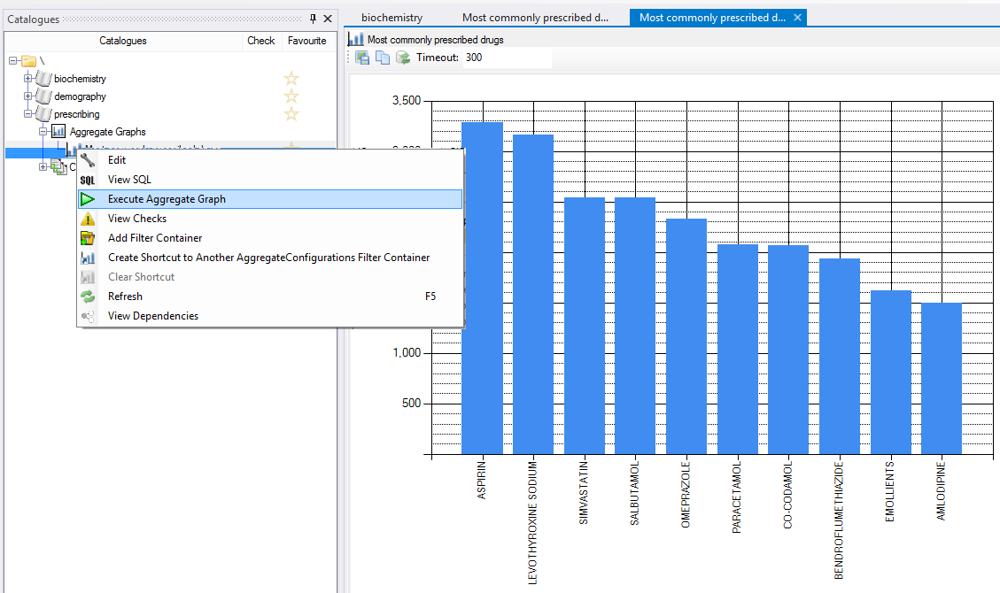 Catalogues
Catalogues Check Favourite
\
biochemistry
demography
prescribing
Aggregate Graphs
Edit
View SQL
SQL
Execute Aggregate Graph
View Checks
Add Filter Container
Create Shortcut to Another AggregateConfigurations Filter Container
Clear Shortcut
Refresh F5
View Dependencies
biochemistry Most commonly prescribed d... Most commonly prescribed d...
Most commonly prescribed drugs
Timeout: 300
3,500
1,000
500
ASPIRIN
LEVOTHYROXINE SODIUM
SIMVASTATIN
SALBUTAMOL
OMEPRAZOLE
PARACETAMOL
CO-CODAMOL
BENDROFLUMETHIAZIDE
EMOLLIENTS
AMLODIPINE